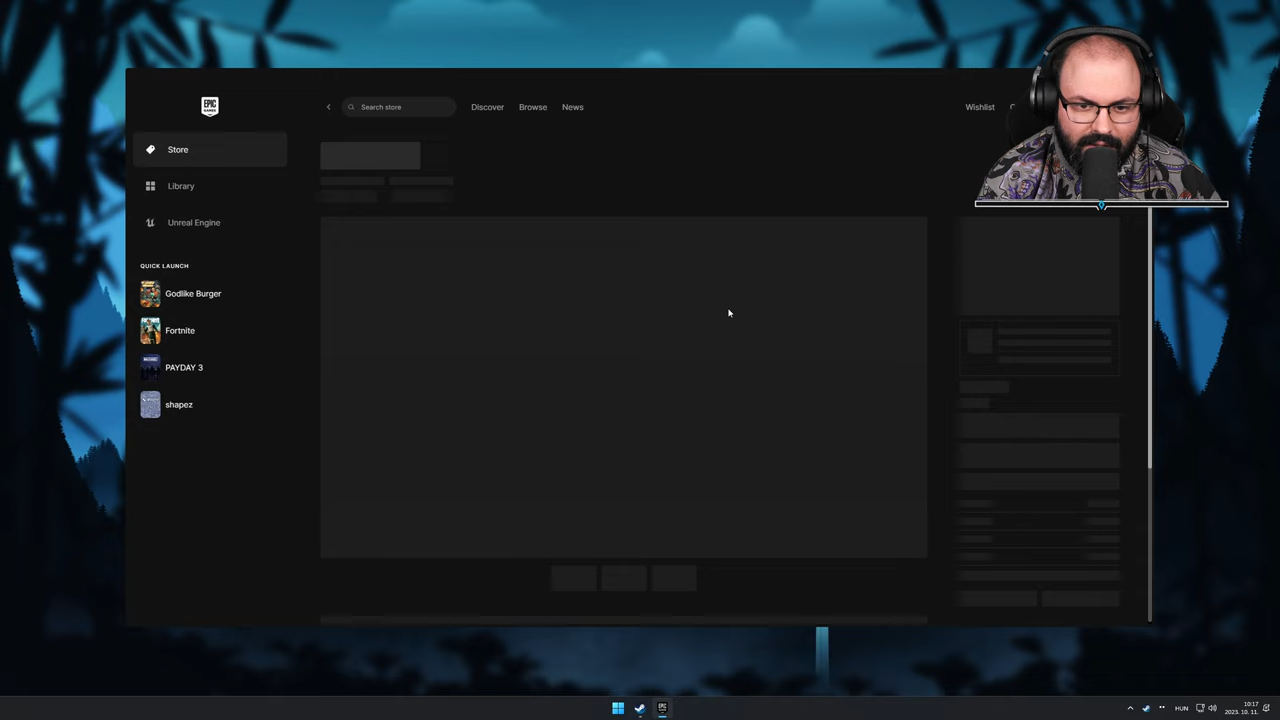 EPIC
GAMES
Search store
Discover
Browse
News
Wishlist
Store
Library
Unreal Engine
QUICK LAUNCH
Godlike Burger
Fortnite
PAYDAY 3
shapez
HUN
10:17
2023. 10. 11.